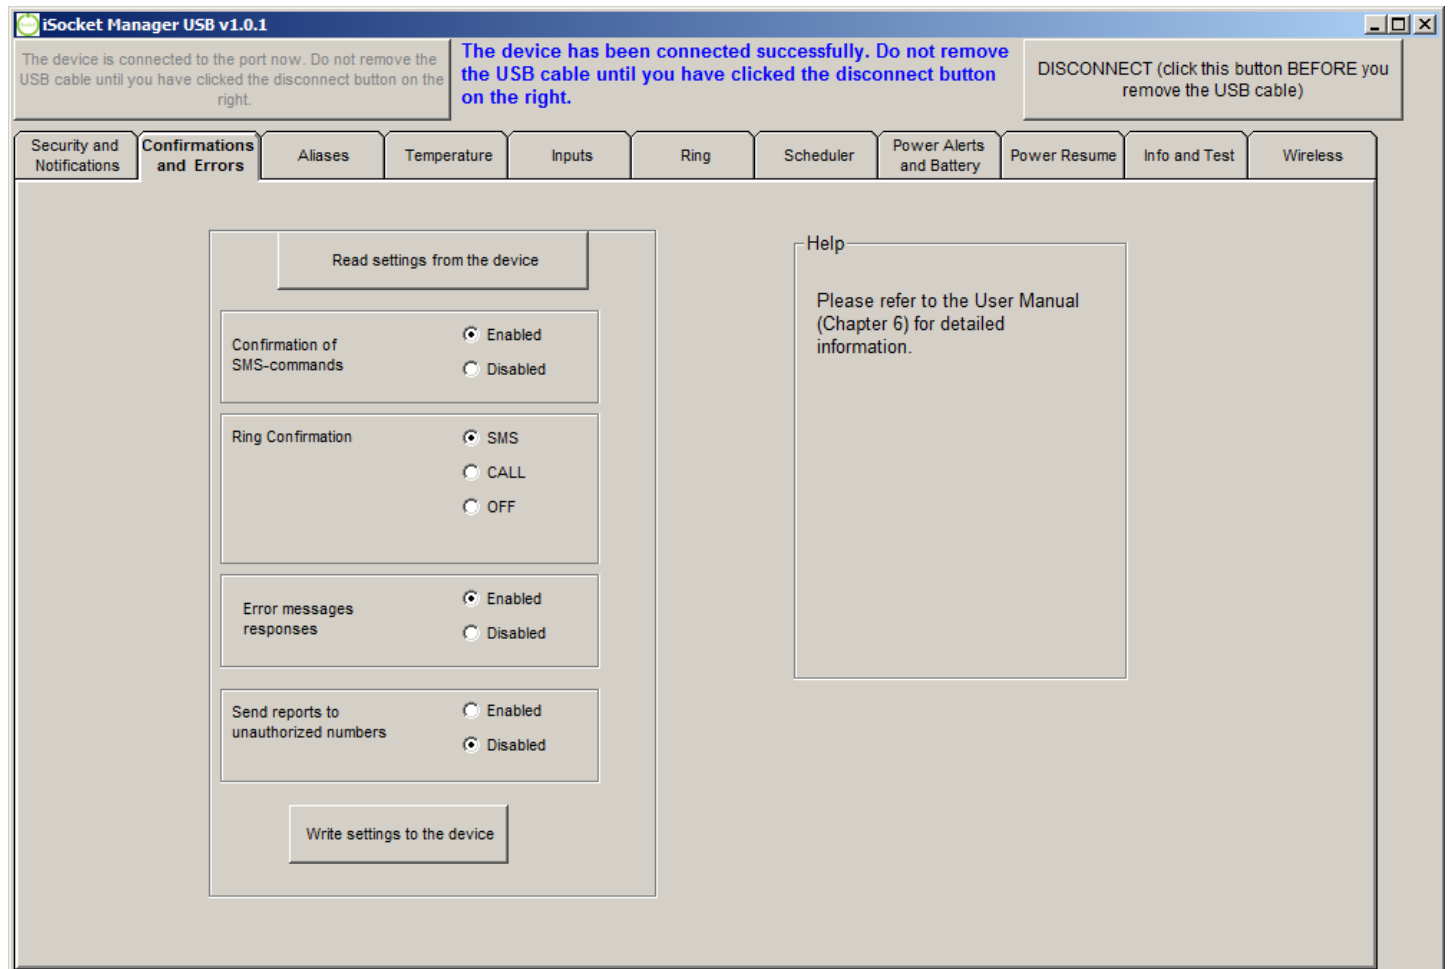 iSocket Manager USB v1.0.1
The device is connected to the port now. Do not remove the
USB cable until you have clicked the disconnect button on the
right.
The device has been connected successfully. Do not remove
the USB cable until you have clicked the disconnect button
on the right.
DISCONNECT (click this button BEFORE you
remove the USB cable)
Security and
Notifications
Confirmations
and Errors
Aliases
Temperature
Inputs
Ring
Scheduler
Power Alerts
and Battery
Power Resume
Info and Test
Wireless
Read settings from the device
Confirmation of
SMS-commands
Enabled
Disabled
Ring Confirmation
SMS
CALL
OFF
Error messages
responses
Enabled
Disabled
Send reports to
unauthorized numbers
Enabled
Disabled
Write settings to the device
Help
Please refer to the User Manual
(Chapter 6) for detailed
information.